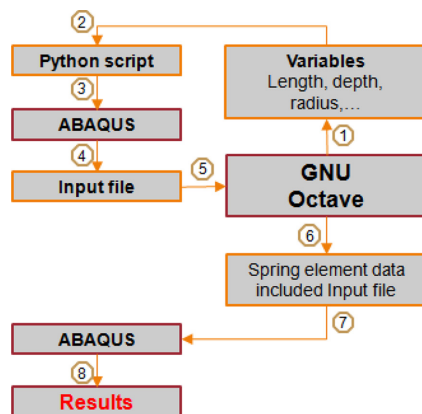 2
Python script
Variables
Length, depth,
radius,...
3
ABAQUS
1
4
5
Input file
GNU
Octave
6
Spring element data
included Input file
7
ABAQUS
8
Results